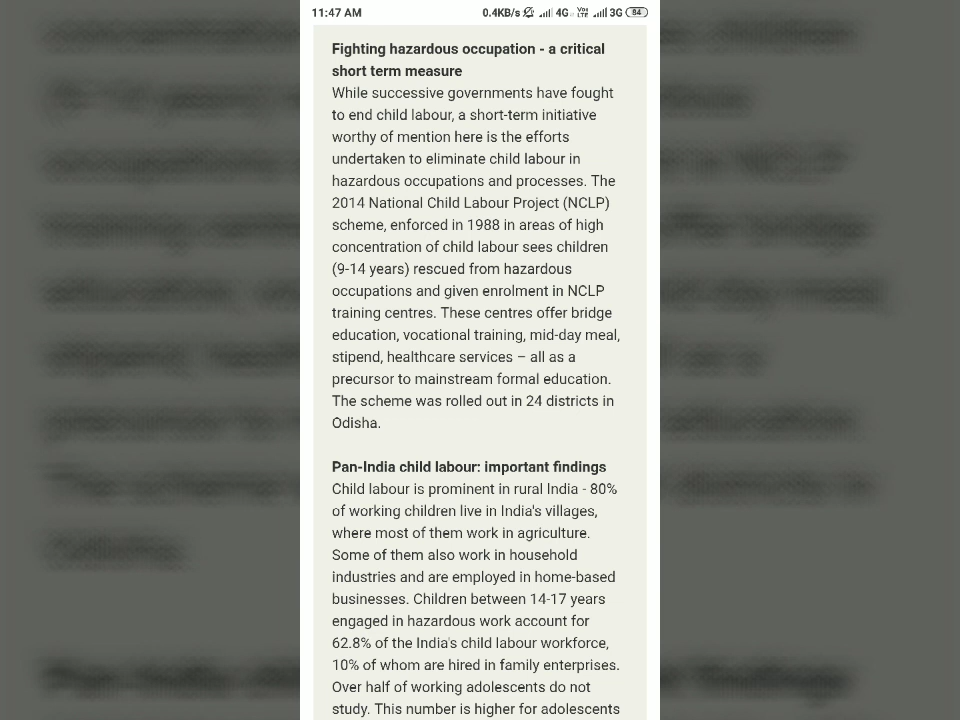 11:47 AM 0.4KB/s 4G Vo LTE 3G 84
Fighting hazardous occupation - a critical
short term measure
While successive governments have fought
to end child labour, a short-term initiative
worthy of mention here is the efforts
undertaken to eliminate child labour in
hazardous occupations and processes. The
2014 National Child Labour Project (NCLP)
scheme, enforced in 1988 in areas of high
concentration of child labour sees children
(9-14 years) rescued from hazardous
occupations and given enrolment in NCLP
training centres. These centres offer bridge
education, vocational training, mid-day meal,
stipend, healthcare services – all as a
precursor to mainstream formal education.
The scheme was rolled out in 24 districts in
Odisha.
Pan-India child labour: important findings
Child labour is prominent in rural India - 80%
of working children live in India's villages,
where most of them work in agriculture.
Some of them also work in household
industries and are employed in home-based
businesses. Children between 14-17 years
engaged in hazardous work account for
62.8% of the India's child labour workforce,
10% of whom are hired in family enterprises.
Over half of working adolescents do not
study. This number is higher for adolescents